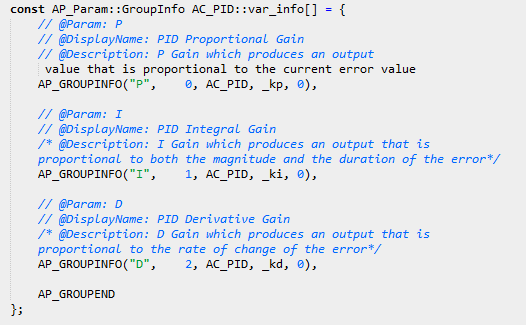 const AP_Param::GroupInfo AC_PID::var_info[] = {
    // @Param: P
    // @DisplayName: PID Proportional Gain
    // @Description: P Gain which produces an output
     value that is proportional to the current error value
    AP_GROUPINFO("P",    0, AC_PID, _kp, 0),

    // @Param: I
    // @DisplayName: PID Integral Gain
    /* @Description: I Gain which produces an output that is
    proportional to both the magnitude and the duration of the error*/
    AP_GROUPINFO("I",    1, AC_PID, _ki, 0),

    // @Param: D
    // @DisplayName: PID Derivative Gain
    /* @Description: D Gain which produces an output that is
    proportional to the rate of change of the error*/
    AP_GROUPINFO("D",    2, AC_PID, _kd, 0),

    AP_GROUPEND
};